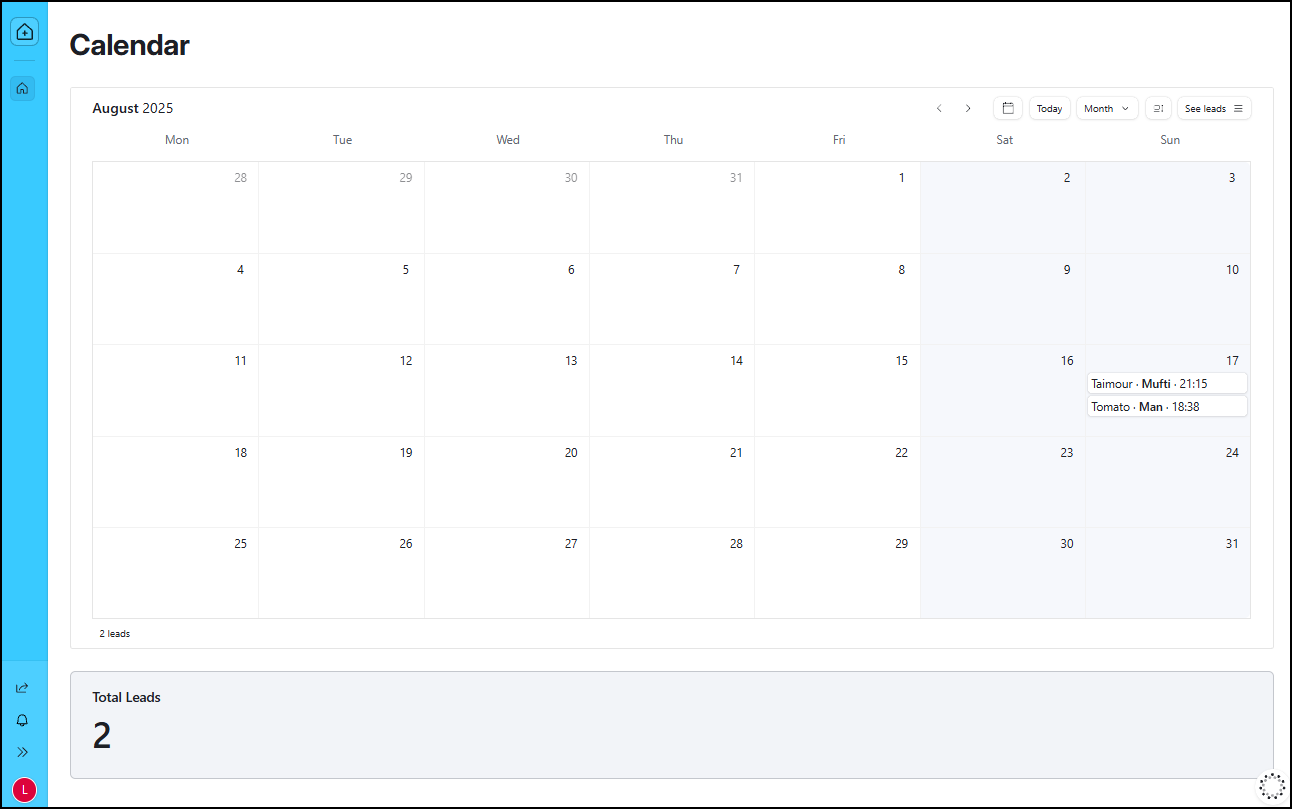 Calendar
August 2025
Today
Month
See leads
Mon Tue Wed Thu Fri Sat Sun
28 29 30 31 1 2 3
4 5 6 7 8 9 10
11 12 13 14 15 16 17
Taimour · Mufti · 21:15
Tomato · Man · 18:38
18 19 20 21 22 23 24
25 26 27 28 29 30 31
2 leads
Total Leads
2
L